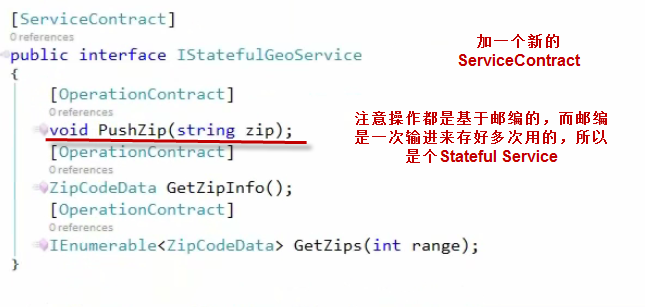 [ServiceContract]
0 references
public interface IStatefulGeoService
{
[OperationContract]
0 references
void PushZip(string zip);
[OperationContract]
0 references
ZipCodeData GetZipInfo();
[OperationContract]
0 references
IEnumerable<ZipCodeData> GetZips(int range);
}
加一个新的
ServiceContract
注意操作都是基于邮编的，而邮编
是一次输进来存好多次用的，所以
是个Stateful Service